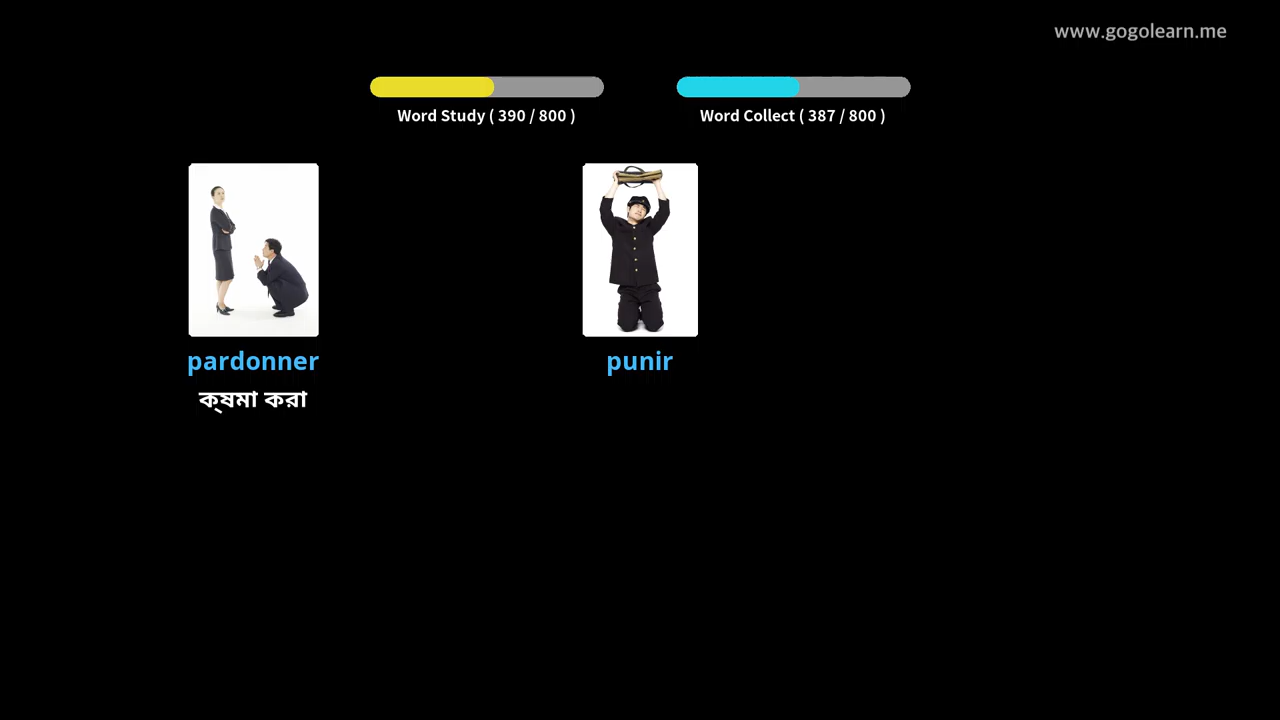 www.gogolearn.me
Word Study ( 390 / 800 )
Word Collect ( 387 / 800 )
pardonner
punir
ক্ষমা করা